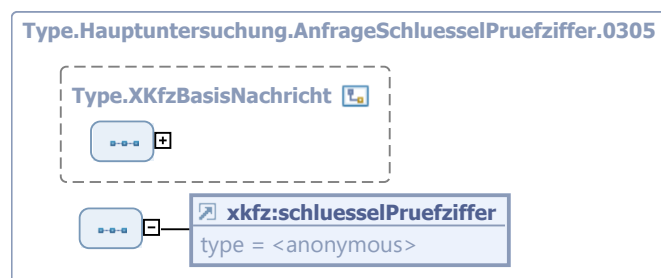 Type.Hauptuntersuchung.AnfrageSchluesselPruefziffer.0305
Type.XKfzBasisNachricht
xkfz:schluesselPruefziffer
type = <anonymous>